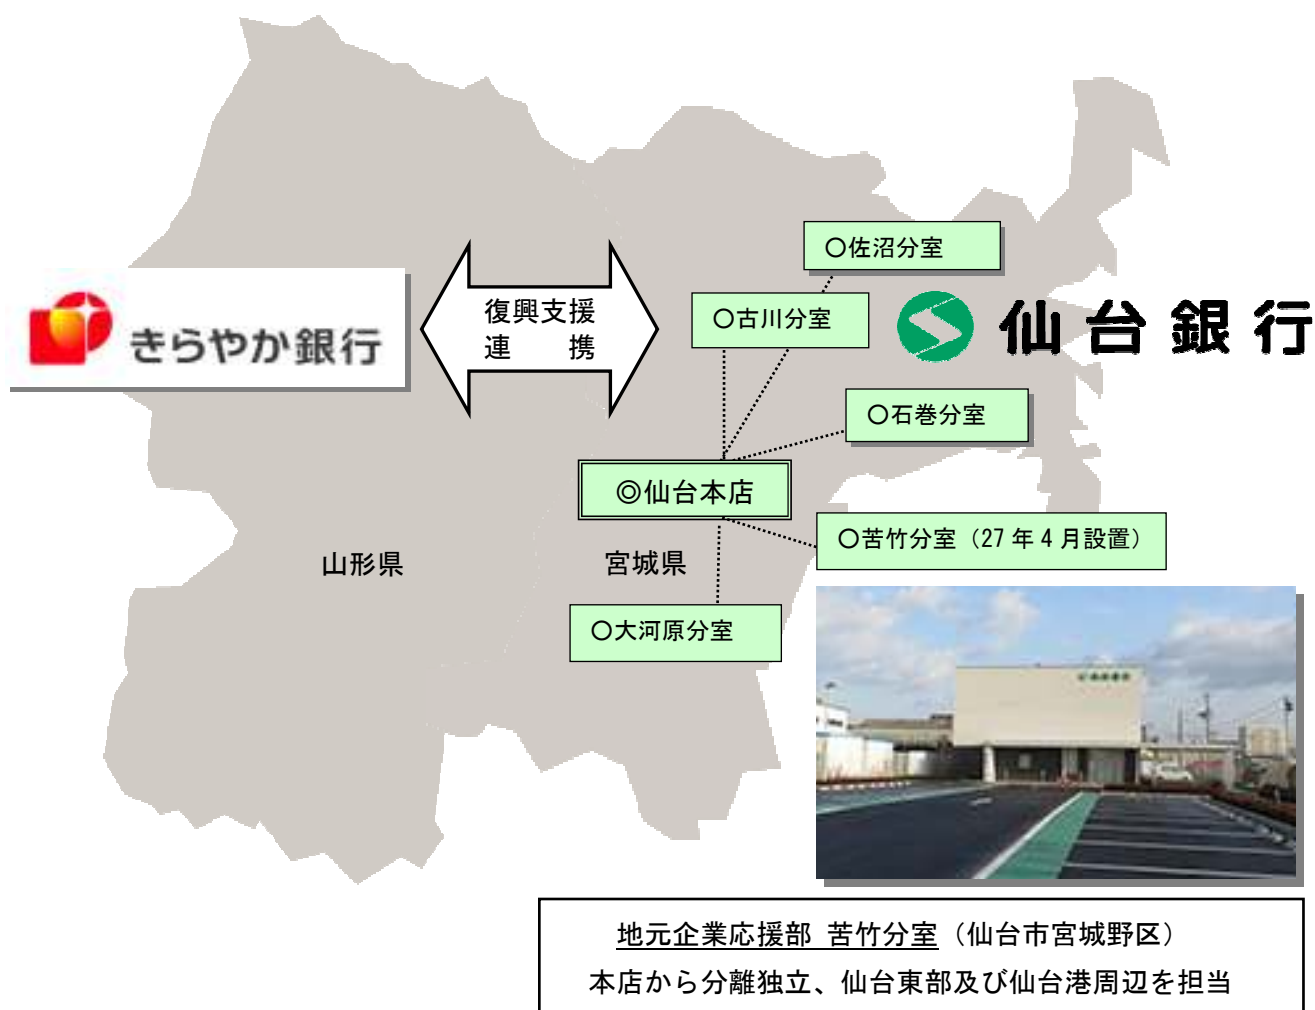 ○佐沼分室
復興支援
連　携
○古川分室
仙台銀行
きらやか銀行
○石巻分室
◎仙台本店
○苦竹分室（27年4月設置）
山形県
宮城県
○大河原分室
地元企業応援部 苦竹分室（仙台市宮城野区）
本店から分離独立、仙台東部及び仙台港周辺を担当